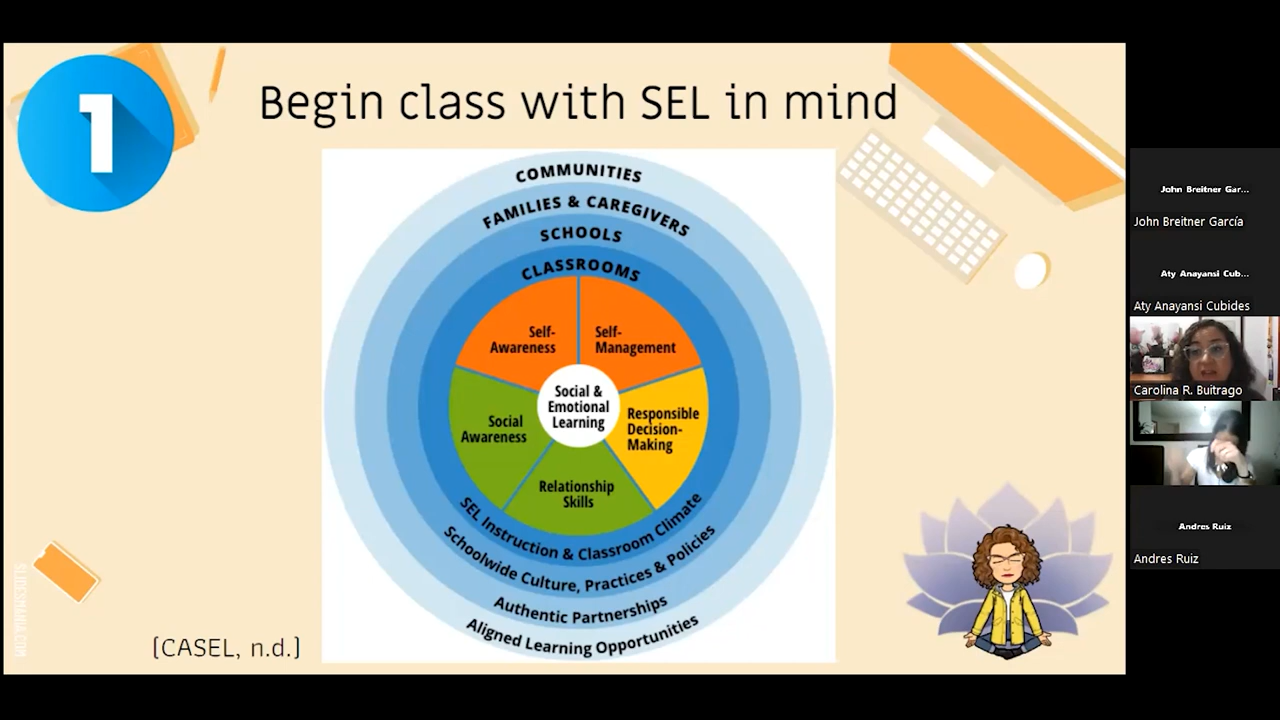 1
Begin class with SEL in mind
COMMUNITIES
FAMILIES & CAREGIVERS
SCHOOLS
CLASSROOMS
Self-
Awareness
Self-
Management
Social &
Emotional
Learning
Social
Awareness
Responsible
Decision-
Making
Relationship
Skills
SEL Instruction & Classroom Climate
Schoolwide Culture, Practices & Policies
Authentic Partnerships
Aligned Learning Opportunities
[CASEL, n.d.]
SLIDESMANIA.COM
John Breitner Gar...
John Breitner García
Aty Anayansi Cub...
Aty Anayansi Cubides
Carolina R. Buitrago
Andres Ruiz
Andres Ruiz